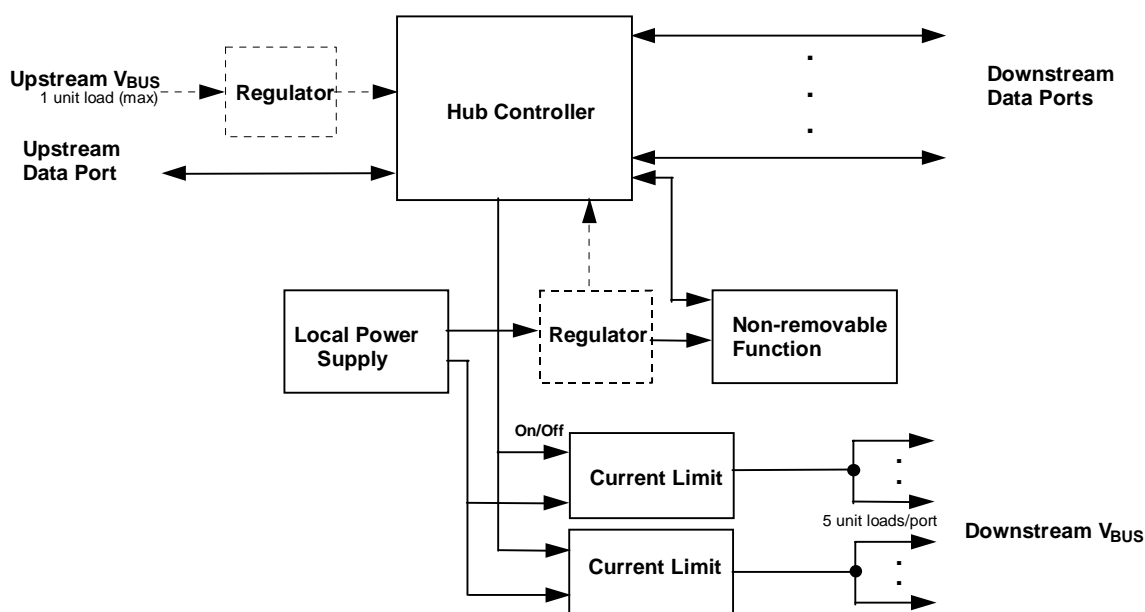 Upstream VBUS
1 unit load (max)
Regulator
Hub Controller
Downstream
Data Ports
Upstream
Data Port
Local Power
Supply
Regulator
Non-removable
Function
On/Off
Current Limit
5 unit loads/port
Downstream VBUS
Current Limit